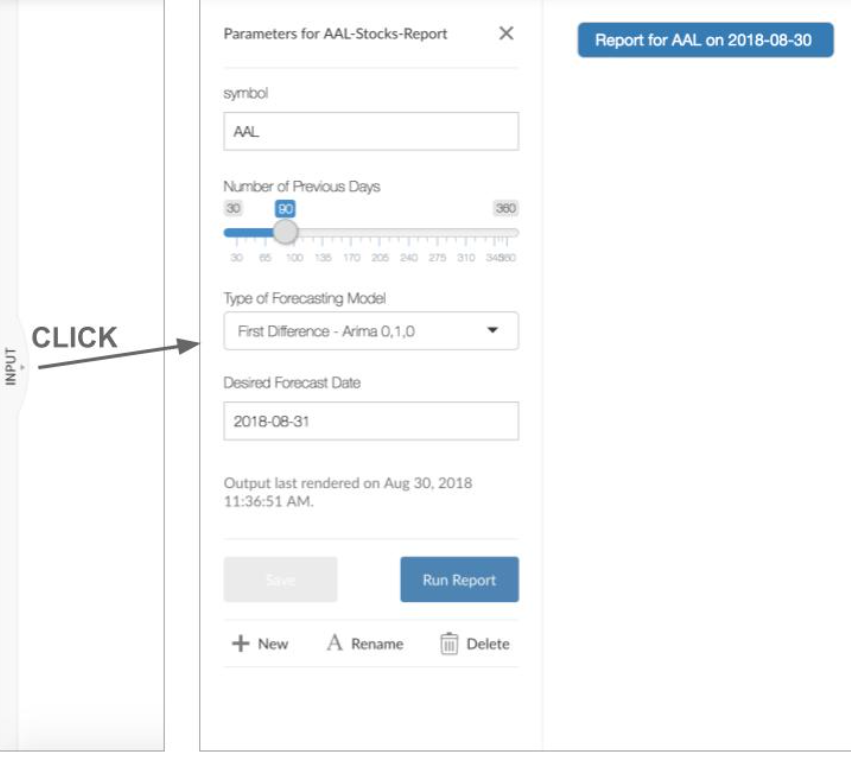 INPUT
CLICK
Parameters for AAL-Stocks-Report
Report for AAL on 2018-08-30
symbol
AAL
Number of Previous Days
30 90 360
30 65 100 135 170 205 240 275 310 345360
Type of Forecasting Model
First Difference - Arima 0,1,0
Desired Forecast Date
2018-08-31
Output last rendered on Aug 30, 2018
11:36:51 AM.
Save Run Report
New Rename Delete